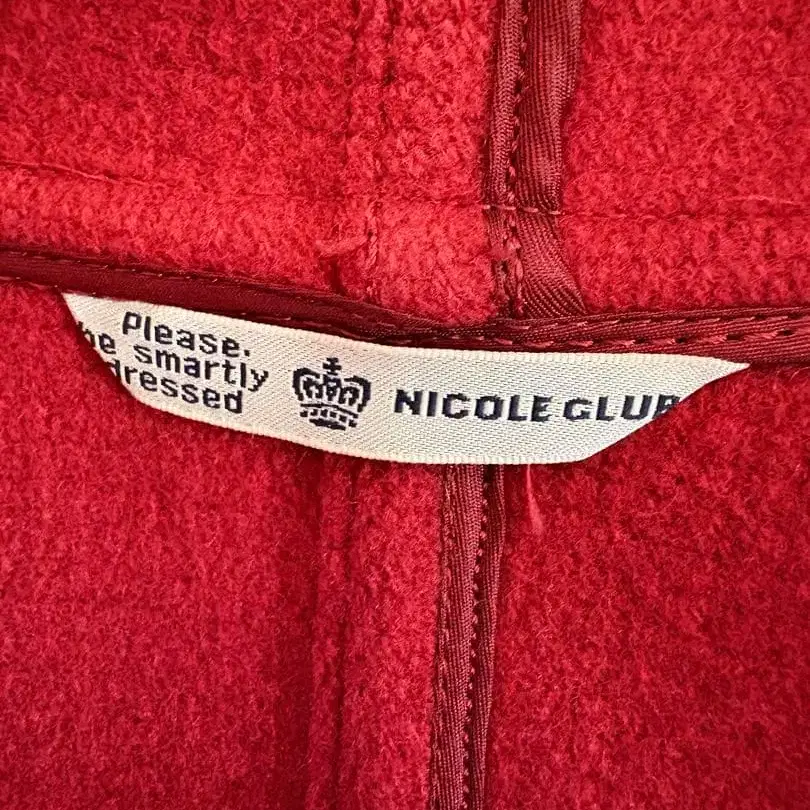 Please.
be smartly
dressed
NICOLE CLUB